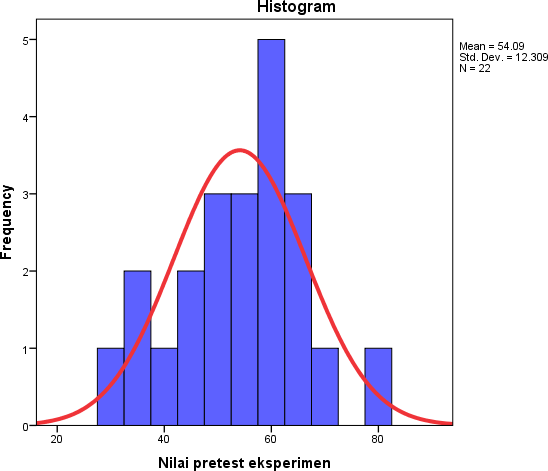 Histogram
Mean = 54.09
Std. Dev. = 12.309
N = 22
Frequency
5
4
3
2
1
0
20 40 60 80
Nilai pretest eksperimen